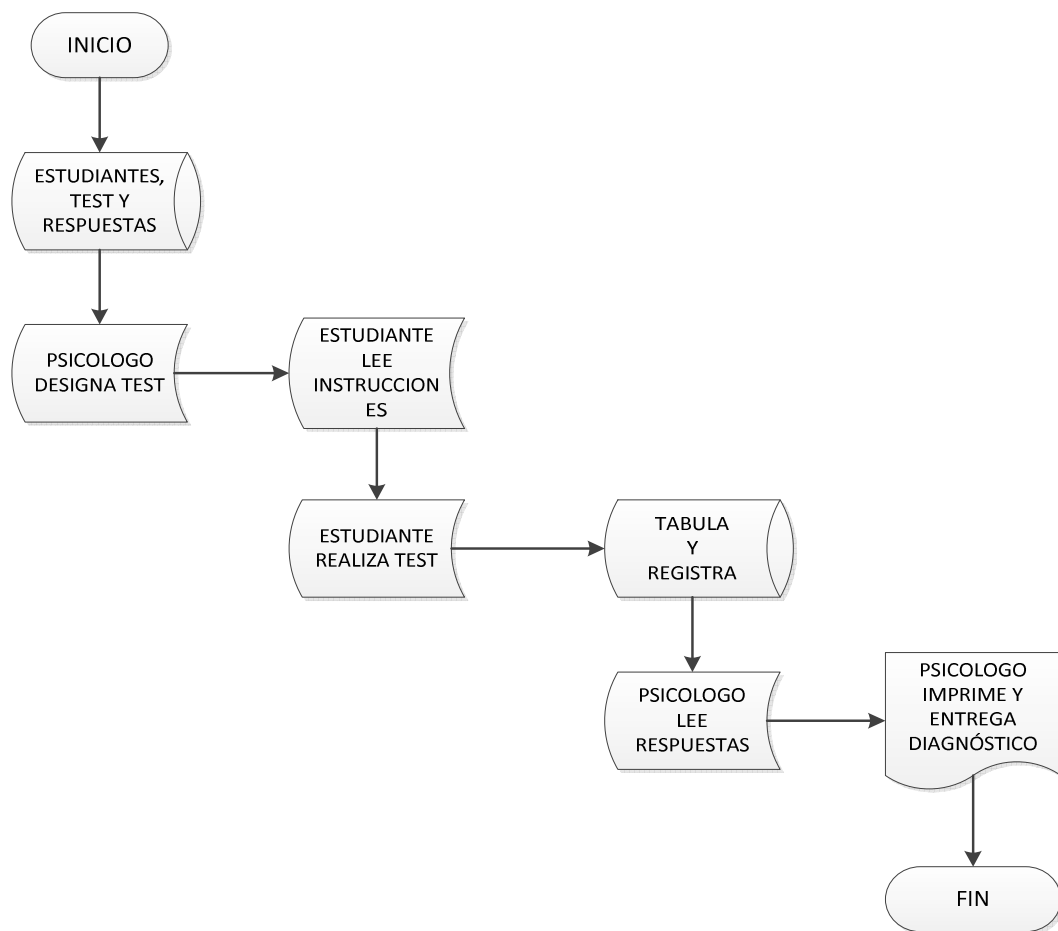 INICIO
ESTUDIANTES,
TEST Y
RESPUESTAS
PSICOLOGO
DESIGNA TEST
ESTUDIANTE
LEE
INSTRUCCION
ES
ESTUDIANTE
REALIZA TEST
TABULA
Y
REGISTRA
PSICOLOGO
LEE
RESPUESTAS
PSICOLOGO
IMPRIME Y
ENTREGA
DIAGNÓSTICO
FIN